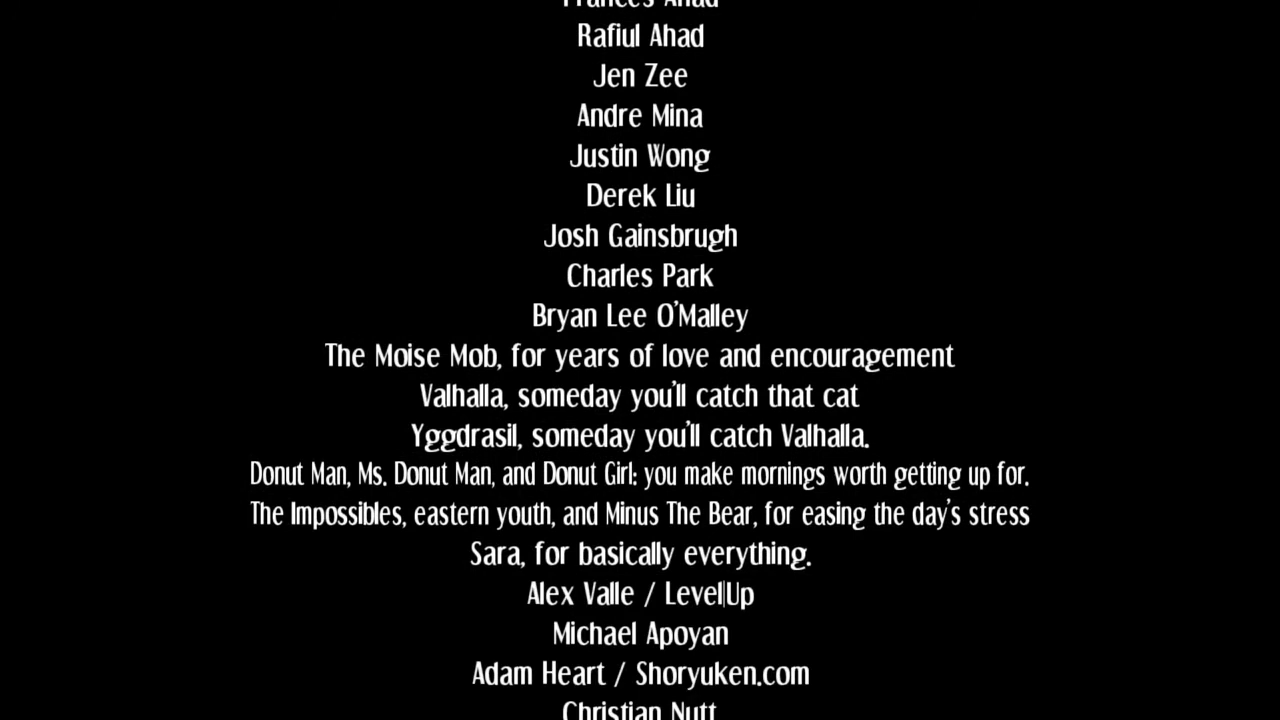 Frances Ahad
Rafiul Ahad
Jen Zee
Andre Mina
Justin Wong
Derek Liu
Josh Gainsbrugh
Charles Park
Bryan Lee O'Malley
The Moise Mob, for years of love and encouragement
Valhalla, someday you'll catch that cat
Yggdrasil, someday you'll catch Valhalla.
Donut Man, Ms. Donut Man, and Donut Girl: you make mornings worth getting up for.
The Impossibles, eastern youth, and Minus The Bear, for easing the day's stress
Sara, for basically everything.
Alex Valle / Level|Up
Michael Apoyan
Adam Heart / Shoryuken.com
Christian Nutt